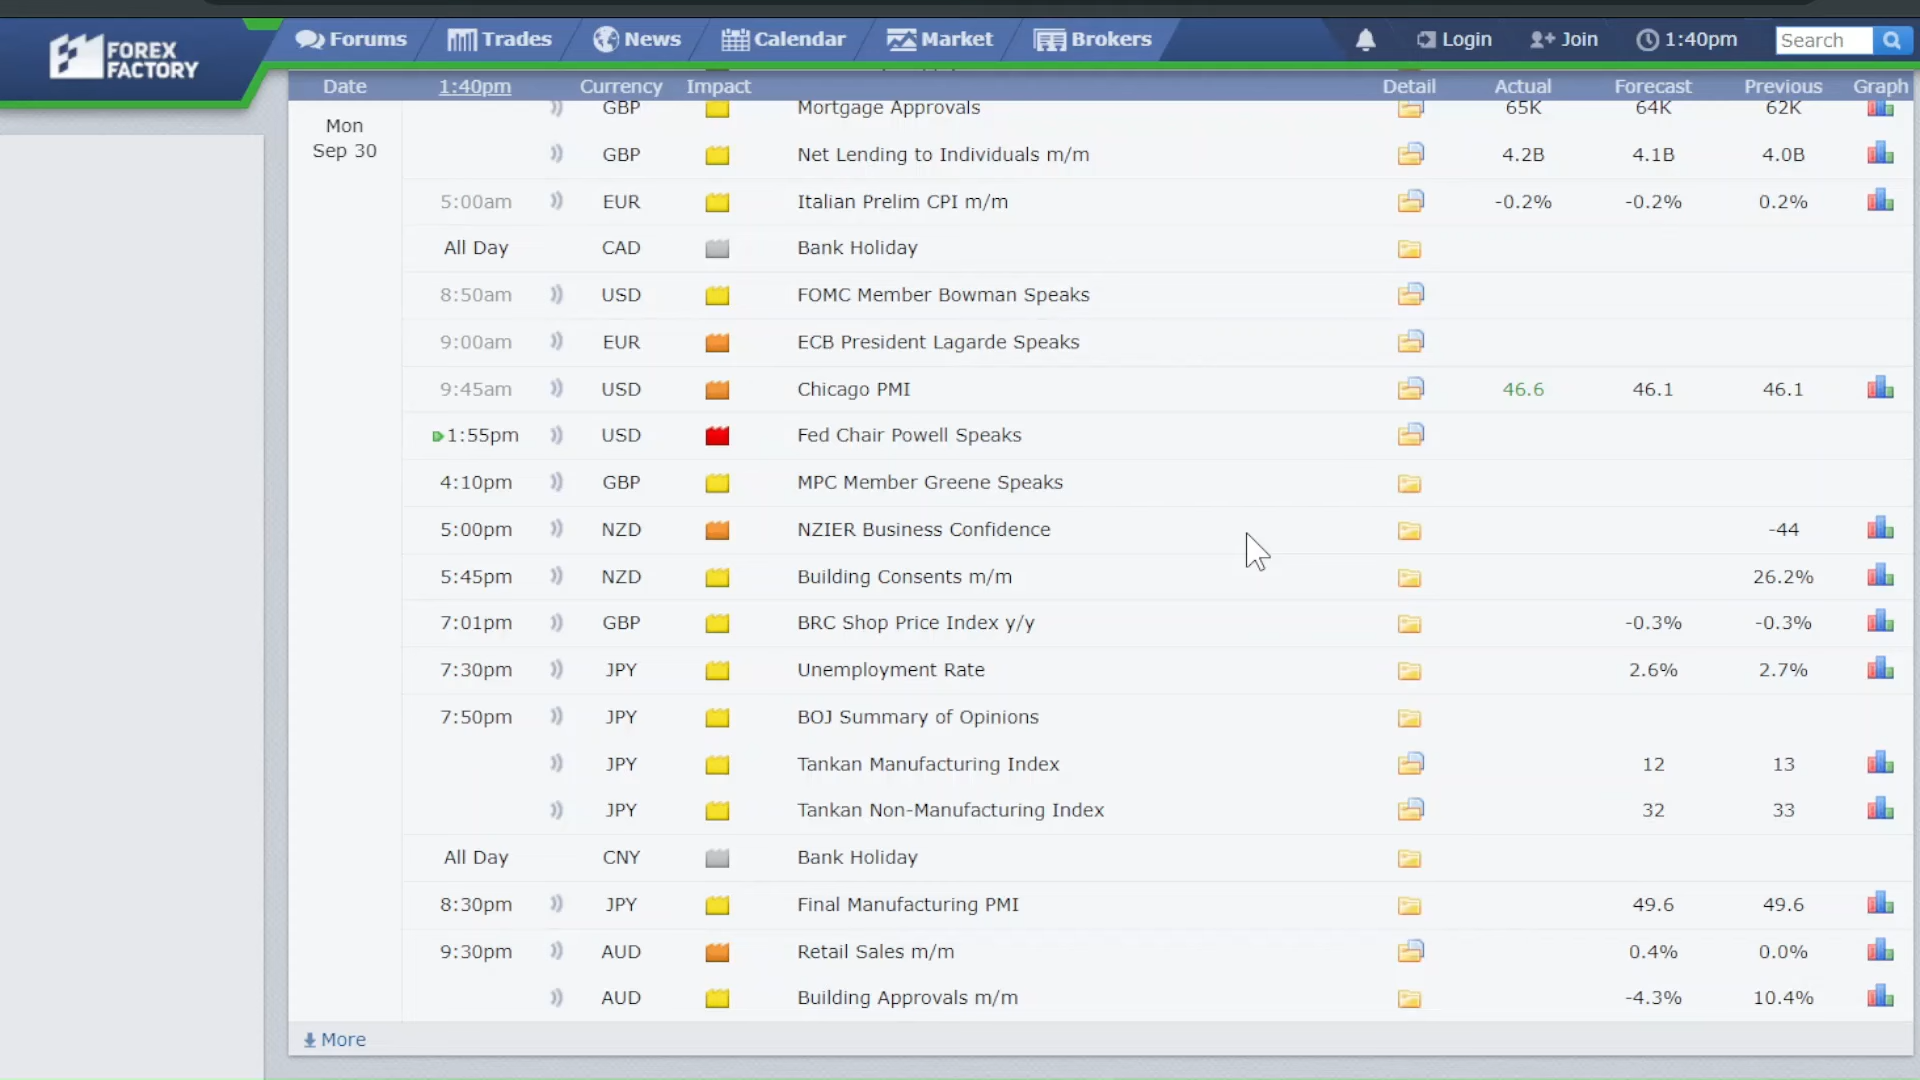 FOREX FACTORY
Forums Trades News Calendar Market Brokers Login Join 1:40pm Search
Date 1:40pm Currency Impact Detail Actual Forecast Previous Graph
Mon
Sep 30
GBP Mortgage Approvals 65K 64K 62K
GBP Net Lending to Individuals m/m 4.2B 4.1B 4.0B
5:00am EUR Italian Prelim CPI m/m -0.2% -0.2% 0.2%
All Day CAD Bank Holiday
8:50am USD FOMC Member Bowman Speaks
9:00am EUR ECB President Lagarde Speaks
9:45am USD Chicago PMI 46.6 46.1 46.1
1:55pm USD Fed Chair Powell Speaks
4:10pm GBP MPC Member Greene Speaks
5:00pm NZD NZIER Business Confidence -44
5:45pm NZD Building Consents m/m 26.2%
7:01pm GBP BRC Shop Price Index y/y -0.3% -0.3%
7:30pm JPY Unemployment Rate 2.6% 2.7%
7:50pm JPY BOJ Summary of Opinions
JPY Tankan Manufacturing Index 12 13
JPY Tankan Non-Manufacturing Index 32 33
All Day CNY Bank Holiday
8:30pm JPY Final Manufacturing PMI 49.6 49.6
9:30pm AUD Retail Sales m/m 0.4% 0.0%
AUD Building Approvals m/m -4.3% 10.4%
More